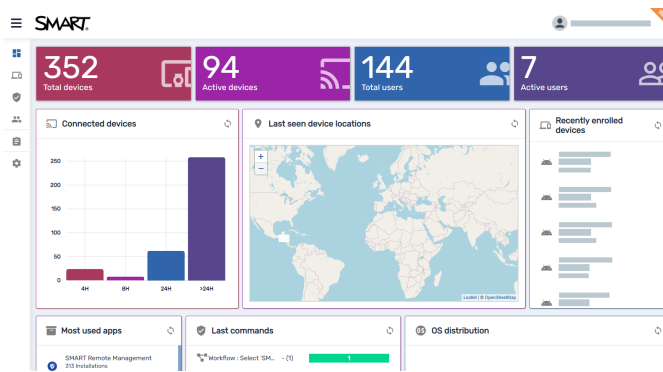 SMART
352
Total devices
94
Active devices
144
Total users
7
Active users
Connected devices
250
200
150
100
50
0
4H
8H
24H
>24H
Last seen device locations
+
−
Leaflet | © OpenStreetMap
Recently enrolled
devices
Most used apps
SMART Remote Management
313 Installations
Last commands
Workflow : Select 'SM... - (1)
1
OS distribution